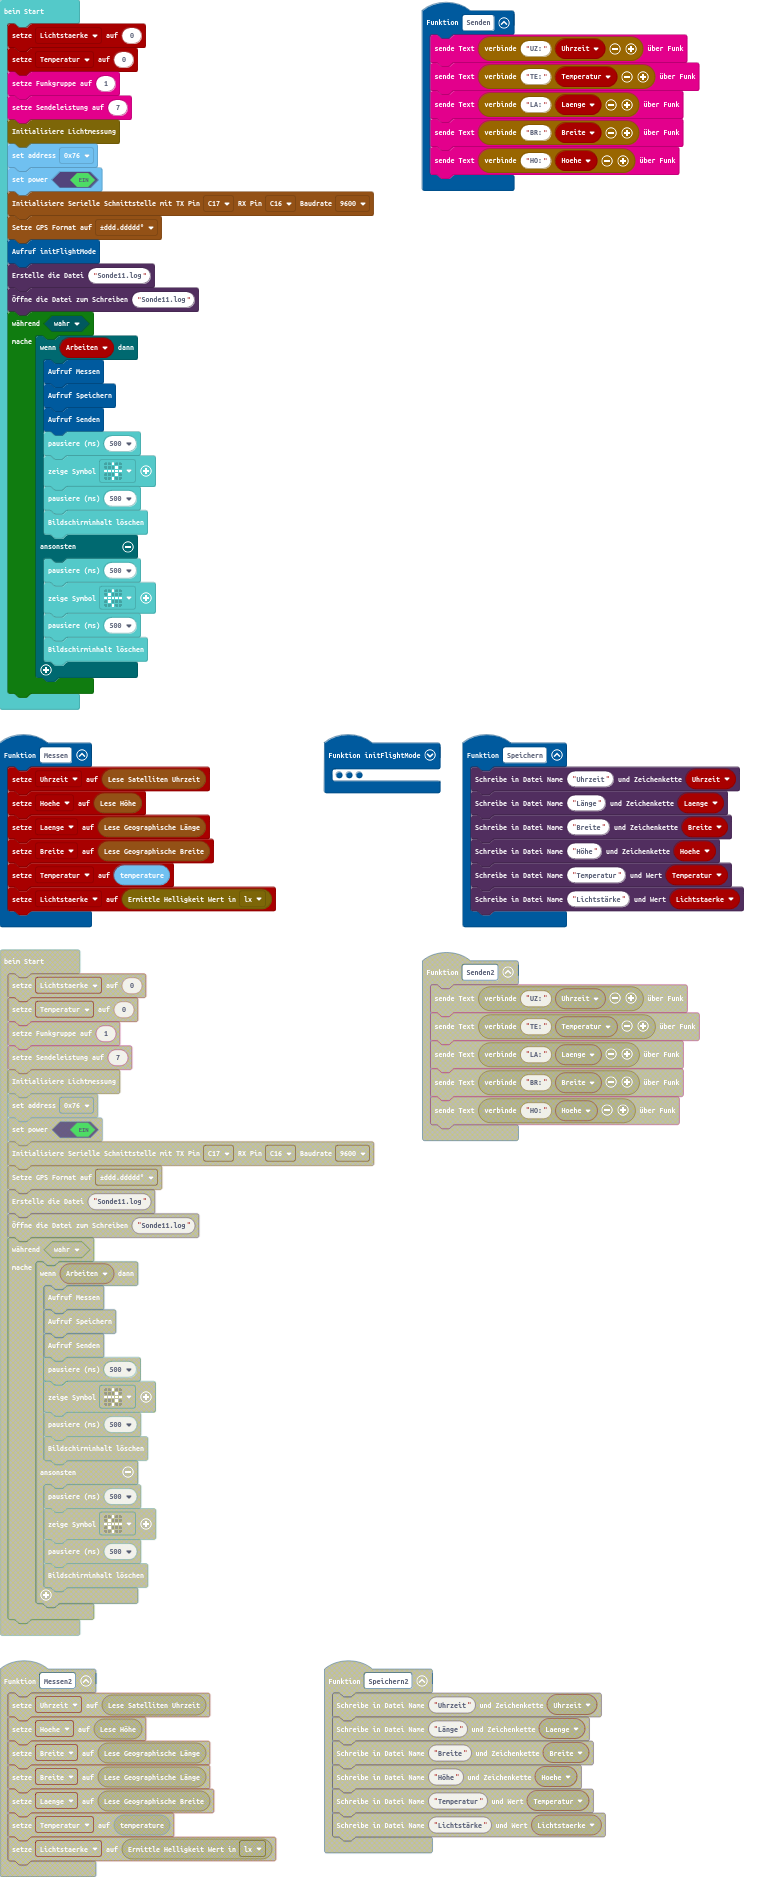 beim Start
setze Lichtstaerke auf 0
setze Temperatur auf 0
setze Funkgruppe auf 1
setze Sendeleistung auf 7
Initialisiere Lichtmessung
set address 0x76
set power EIN
Initialisiere Serielle Schnittstelle mit TX Pin C17 RX Pin C16 Baudrate 9600
Setze GPS Format auf ±ddd.ddddd°
Aufruf initFlightMode
Erstelle die Datei "Sonde11.log"
Öffne die Datei zum Schreiben "Sonde11.log"
während wahr
mache
wenn Arbeiten dann
Aufruf Messen
Aufruf Speichern
Aufruf Senden
pausiere (ms) 500
zeige Symbol
pausiere (ms) 500
Bildschirminhalt löschen
ansonsten
pausiere (ms) 500
zeige Symbol
pausiere (ms) 500
Bildschirminhalt löschen
Funktion Senden
sende Text verbinde "UZ:" Uhrzeit über Funk
sende Text verbinde "TE:" Temperatur über Funk
sende Text verbinde "LA:" Laenge über Funk
sende Text verbinde "BR:" Breite über Funk
sende Text verbinde "HO:" Hoehe über Funk
Funktion Messen
setze Uhrzeit auf Lese Satelliten Uhrzeit
setze Hoehe auf Lese Höhe
setze Laenge auf Lese Geographische Länge
setze Breite auf Lese Geographische Breite
setze Temperatur auf temperature
setze Lichtstaerke auf Ermittle Helligkeit Wert in lx
Funktion initFlightMode
Funktion Speichern
Schreibe in Datei Name "Uhrzeit" und Zeichenkette Uhrzeit
Schreibe in Datei Name "Länge" und Zeichenkette Laenge
Schreibe in Datei Name "Breite" und Zeichenkette Breite
Schreibe in Datei Name "Höhe" und Zeichenkette Hoehe
Schreibe in Datei Name "Temperatur" und Wert Temperatur
Schreibe in Datei Name "Lichtstärke" und Wert Lichtstaerke
beim Start
setze Lichtstaerke auf 0
setze Temperatur auf 0
setze Funkgruppe auf 1
setze Sendeleistung auf 7
Initialisiere Lichtmessung
set address 0x76
set power EIN
Initialisiere Serielle Schnittstelle mit TX Pin C17 RX Pin C16 Baudrate 9600
Setze GPS Format auf ±ddd.ddddd°
Erstelle die Datei "Sonde11.log"
Öffne die Datei zum Schreiben "Sonde11.log"
während wahr
mache
wenn Arbeiten dann
Aufruf Messen
Aufruf Speichern
Aufruf Senden
pausiere (ms) 500
zeige Symbol
pausiere (ms) 500
Bildschirminhalt löschen
ansonsten
pausiere (ms) 500
zeige Symbol
pausiere (ms) 500
Bildschirminhalt löschen
Funktion Senden2
sende Text verbinde "UZ:" Uhrzeit über Funk
sende Text verbinde "TE:" Temperatur über Funk
sende Text verbinde "LA:" Laenge über Funk
sende Text verbinde "BR:" Breite über Funk
sende Text verbinde "HO:" Hoehe über Funk
Funktion Messen2
setze Uhrzeit auf Lese Satelliten Uhrzeit
setze Hoehe auf Lese Höhe
setze Breite auf Lese Geographische Länge
setze Breite auf Lese Geographische Länge
setze Laenge auf Lese Geographische Breite
setze Temperatur auf temperature
setze Lichtstaerke auf Ermittle Helligkeit Wert in lx
Funktion Speichern2
Schreibe in Datei Name "Uhrzeit" und Zeichenkette Uhrzeit
Schreibe in Datei Name "Länge" und Zeichenkette Laenge
Schreibe in Datei Name "Breite" und Zeichenkette Breite
Schreibe in Datei Name "Höhe" und Zeichenkette Hoehe
Schreibe in Datei Name "Temperatur" und Wert Temperatur
Schreibe in Datei Name "Lichtstärke" und Wert Lichtstaerke